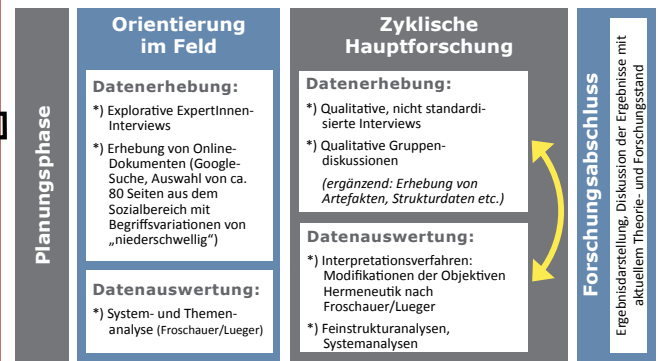 Planungsphase
Orientierung
im Feld
Datenerhebung:
*) Explorative ExpertInnen-
Interviews
*) Erhebung von Online-
Dokumenten (Google-
Suche, Auswahl von ca.
80 Seiten aus dem
Sozialbereich mit
Begriffsvariationen von
„niederschwellig“)
Datenauswertung:
*) System- und Themen-
analyse (Froschauer/Lueger)
Zyklische
Hauptforschung
Datenerhebung:
*) Qualitative, nicht standardi-
sierte Interviews
*) Qualitative Gruppen-
diskussionen
(ergänzend: Erhebung von
Artefakten, Strukturdaten etc.)
Datenauswertung:
*) Interpretationsverfahren:
Modifikationen der Objektiven
Hermeneutik nach
Froschauer/Lueger
*) Feinstrukturanalysen,
Systemanalysen
Forschungsabschluss
Ergebnisdarstellung, Diskussion der Ergebnisse mit
aktuellem Theorie- und Forschungsstand